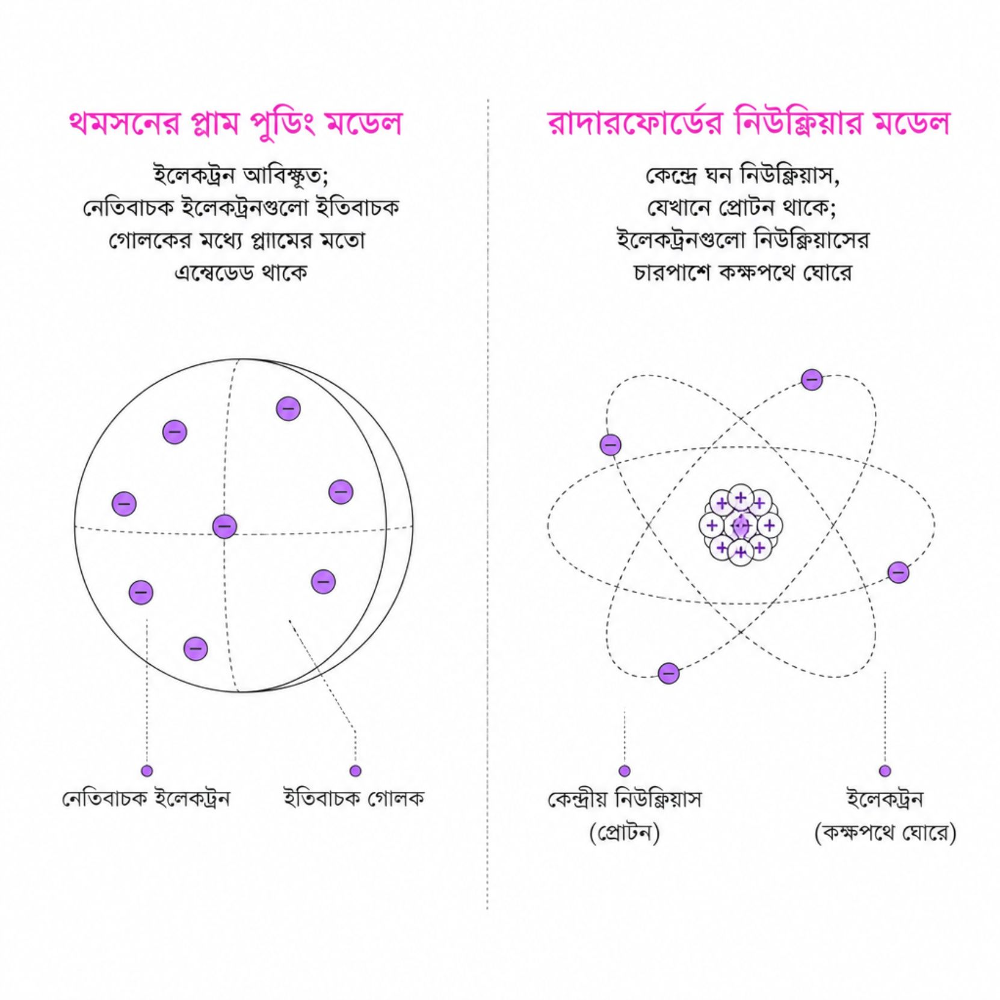 থমসনের প্লাম পুডিং মডেল
ইলেকট্রন আবিষ্কৃত;
নেতিবাচক ইলেকট্রনগুলো ইতিবাচক
গোলকের মধ্যে প্লাামের মতো
এম্বেডেড থাকে
−
−
−
−
−
−
−
−
নেতিবাচক ইলেকট্রন
ইতিবাচক গোলক
রাদারফোর্ডের নিউক্লিয়ার মডেল
কেন্দ্রে ঘন নিউক্লিয়াস,
যেখানে প্রোটন থাকে;
ইলেকট্রনগুলো নিউক্লিয়াসের
চারপাশে কক্ষপথে ঘোরে
−
−
+ + +
+ + +
+ + +
−
−
কেন্দ্রীয় নিউক্লিয়াস
(প্রোটন)
ইলেকট্রন
(কক্ষপথে ঘোরে)